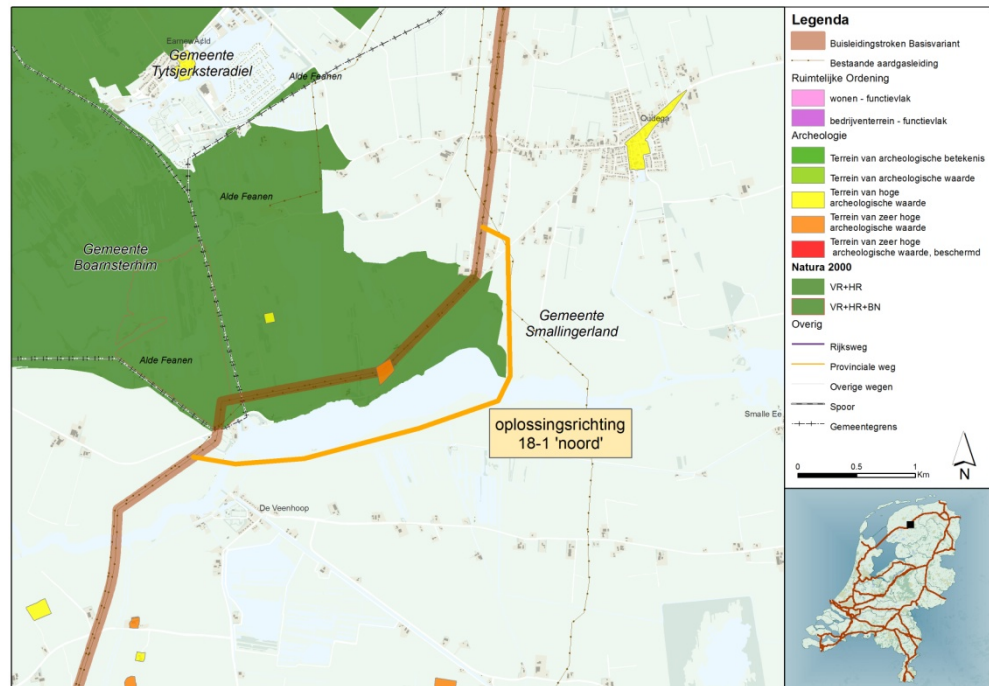 Earnewâld
Gemeente
Tytsjerksteradiel
Alde Feanen
Oudega
Alde Feanen
Gemeente
Boarnsterhim
Gemeente
Smallingerland
Alde Feanen
oplossingsrichting
18-1 'noord'
Smalle Ee
De Veenhoop
Legenda
Buisleidingstroken Basisvariant
Bestaande aardgasleiding
Ruimtelijke Ordening
wonen - functievlak
bedrijventerrein - functievlak
Archeologie
Terrein van archeologische betekenis
Terrein van archeologische waarde
Terrein van hoge
archeologische waarde
Terrein van zeer hoge
archeologische waarde
Terrein van zeer hoge
archeologische waarde, beschermd
Natura 2000
VR+HR
VR+HR+BN
Overig
Rijksweg
Provinciale weg
Overige wegen
Spoor
Gemeentegrens
0 0.5 1
Km
N